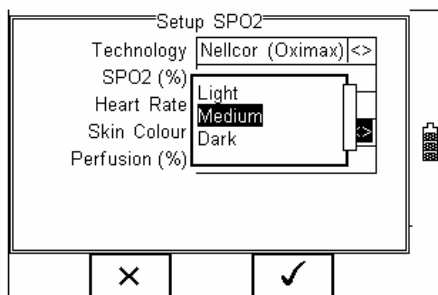 Setup SPO2
Technology Nellcor (Oximax) <>
SPO2 (%)
Heart Rate
Skin Colour <>
Perfusion (%)
Light
Medium
Dark